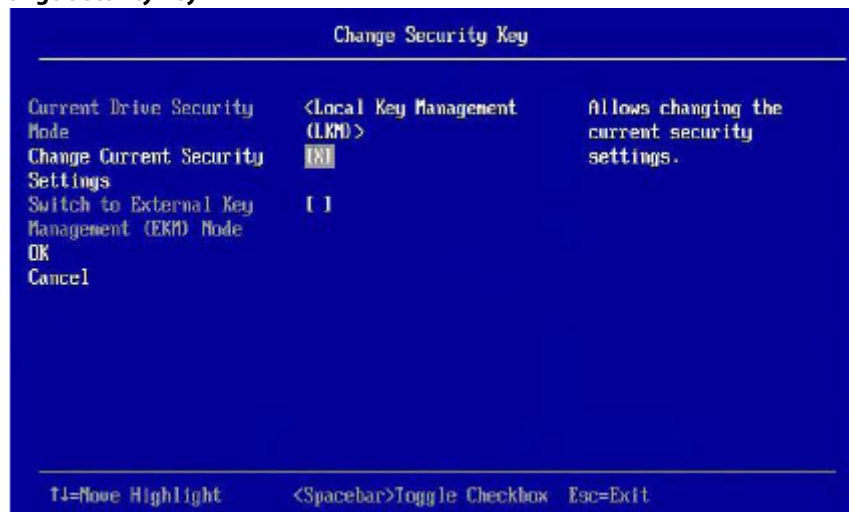 Change Security Key
Current Drive Security <Local Key Management Allows changing the
Mode (LKM)> current security
Change Current Security [X] settings.
Settings
Switch to External Key [ ]
Management (EKM) Mode
OK
Cancel
↑↓=Move Highlight <Spacebar>Toggle Checkbox Esc=Exit